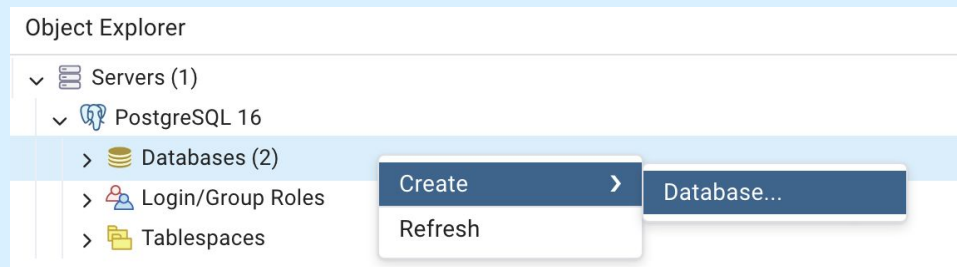 Object Explorer
Servers (1)
PostgreSQL 16
Databases (2)
Create
Database...
Login/Group Roles
Refresh
Tablespaces